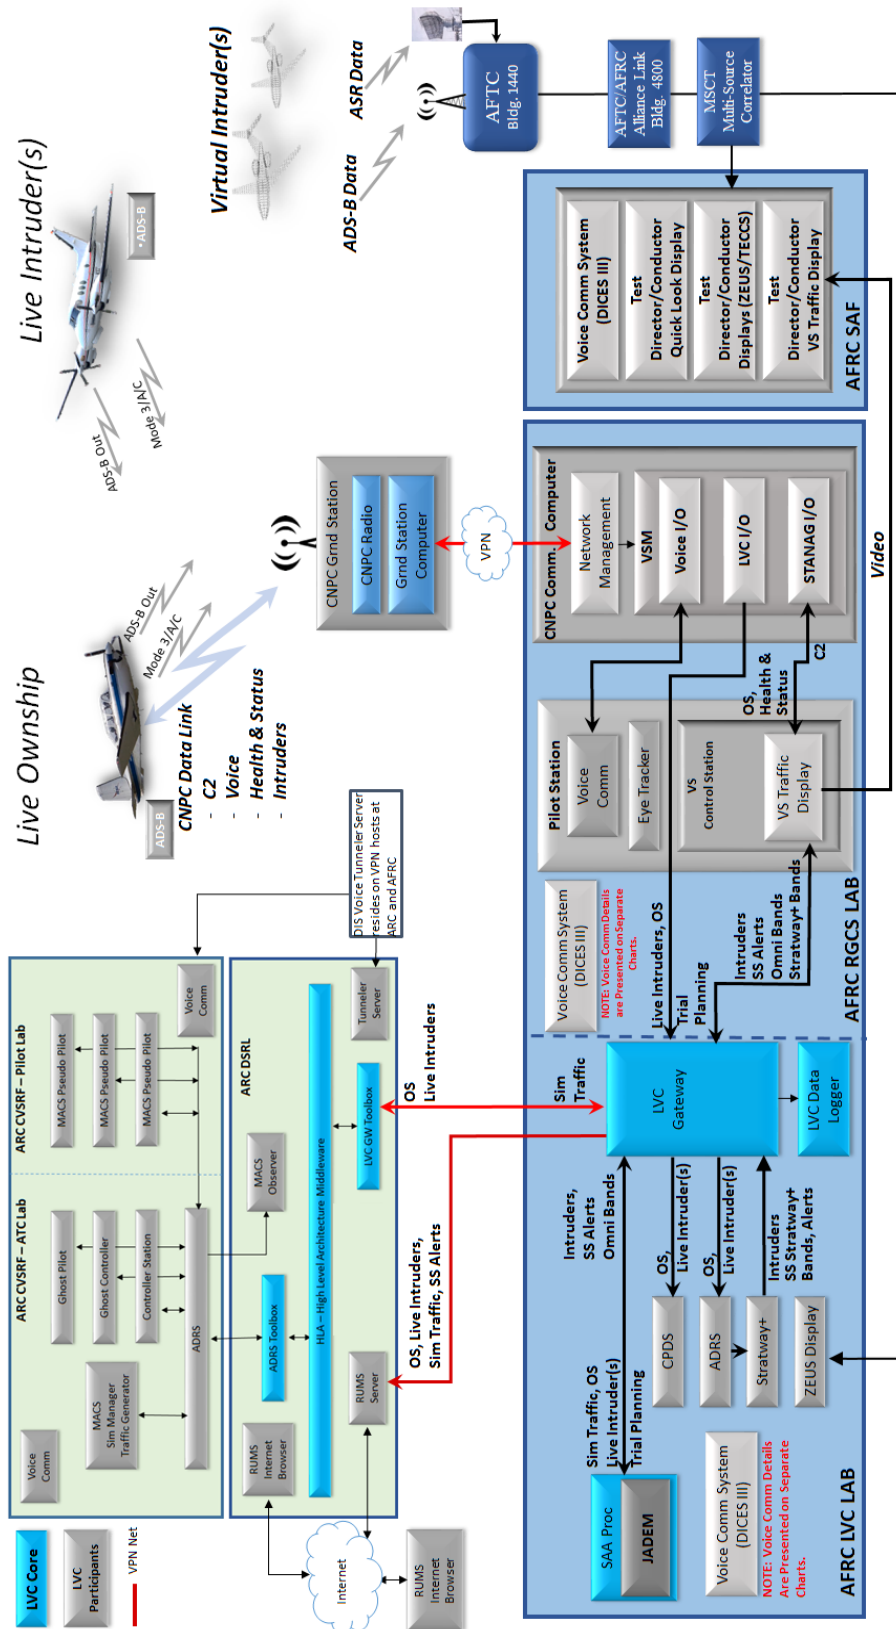 LVC Core
LVC
Participants
VPN Net
ARC CVSRF – ATC Lab
ARC CVSRF – Pilot Lab
Voice
Comm
MACS
Sim Manager
Traffic Generator
Ghost Pilot
Ghost Controller
Controller Station
MACS Pseudo Pilot
MACS Pseudo Pilot
MACS Pseudo Pilot
Voice
Comm
ADRS
ARC DSRL
RUMS
Internet
Browser
ADRS Toolbox
MACS
Observer
HLA – High Level Architecture Middleware
RUMS
Server
LVC GW Toolbox
Tunneler
Server
DIS Voice Tunneler Server
resides on VPN hosts at
ARC and AFRC
Internet
RUMS
Internet
Browser
OS, Live Intruders,
Sim Traffic, SS Alerts
OS
Live Intruders
Sim
Traffic
Live Ownship
ADS-B
CNPC Data Link
- C2
- Voice
- Health & Status
- Intruders
ADS-B Out
Mode 3/A/C
Live Intruder(s)
•ADS-B
ADS-B Out
Mode 3/A/C
Virtual Intruder(s)
ADS-B Data
ASR Data
AFTC
Bldg. 1440
AFTC/AFRC
Alliance Link
Bldg. 4800
MSCT
Multi-Source
Correlator
CNPC Grnd Station
CNPC Radio
Grnd Station
Computer
VPN
SAA Proc
JADEM
Sim Traffic, OS
Live Intruder(s)
Trial Planning
Intruders,
SS Alerts
Omni Bands
LVC
Gateway
LVC Data
Logger
CPDS
OS,
Live Intruder(s)
ADRS
OS,
Live Intruder(s)
Stratway+
Intruders
SS Stratway+
Bands, Alerts
ZEUS Display
Voice Comm System
(DICES III)
NOTE: Voice Comm Details
Are Presented on Separate
Charts.
AFRC LVC LAB
Voice Comm System
(DICES III)
NOTE: Voice Comm Details
are Presented on Separate
Charts.
Live Intruders, OS
Trial
Planning
Intruders
SS Alerts
Omni Bands
Stratway+ Bands
AFRC RGCS LAB
Pilot Station
Voice
Comm
Eye Tracker
VS
Control Station
VS Traffic
Display
OS,
Health &
Status
C2
CNPC Comm. Computer
Network
Management
VSM
Voice I/O
LVC I/O
STANAG I/O
Video
Voice Comm System
(DICES III)
Test
Director/Conductor
Quick Look Display
Test
Director/Conductor
Displays (ZEUS/TECCS)
Test
Director/Conductor
VS Traffic Display
AFRC SAF